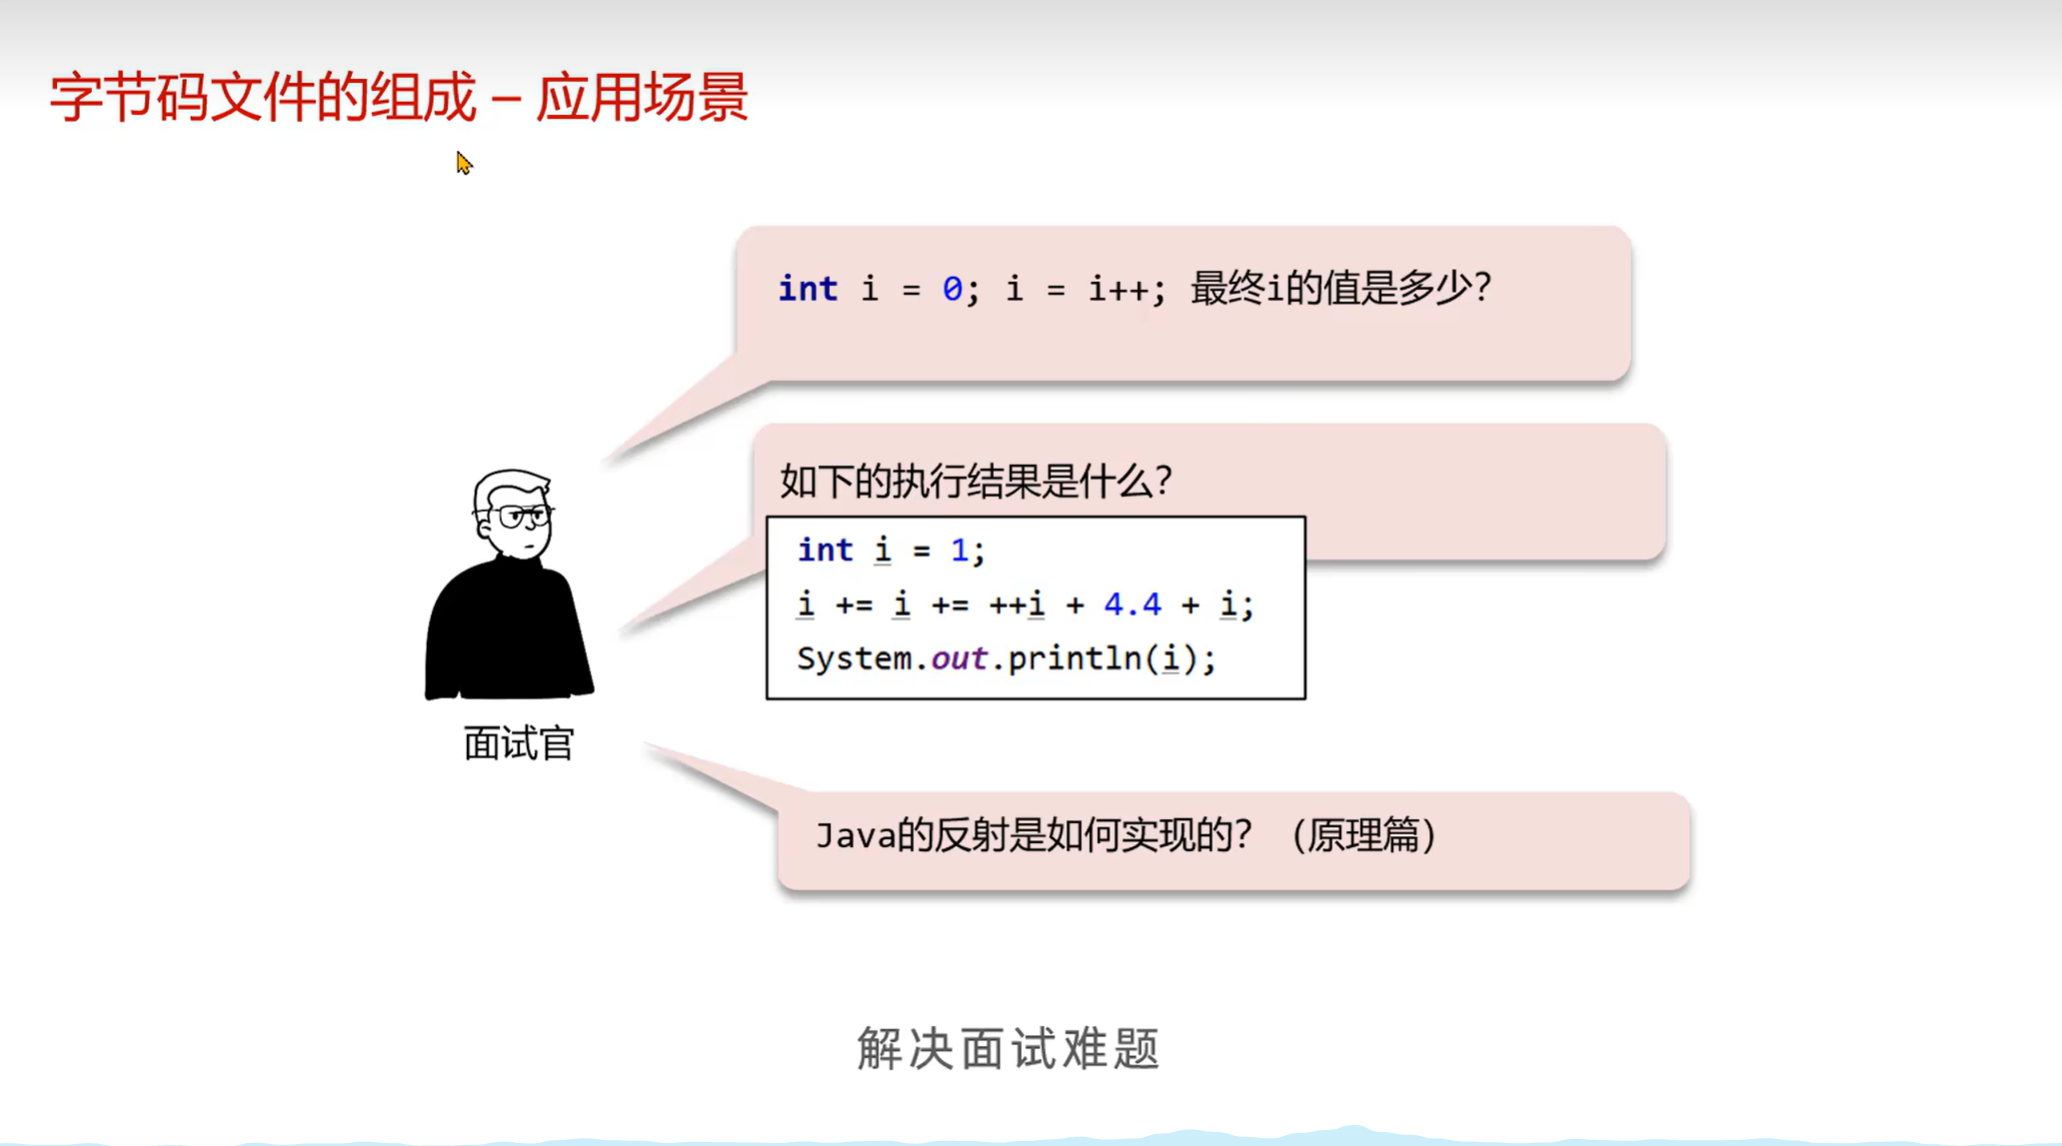 字节码文件的组成 – 应用场景
int i = 0; i = i++; 最终i的值是多少?
如下的执行结果是什么?
int i = 1;
i += i += ++i + 4.4 + i;
System.out.println(i);
面试官
Java的反射是如何实现的? (原理篇)
解决面试难题